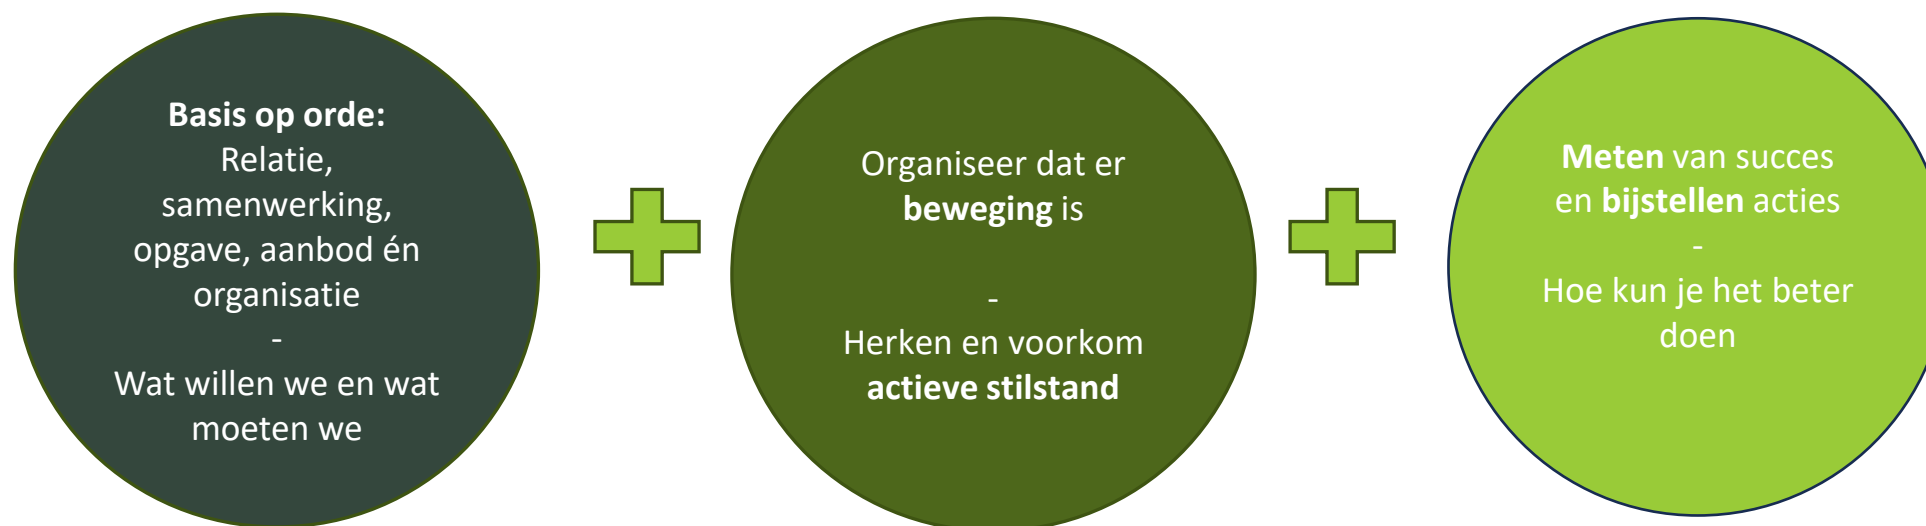 Basis op orde:
Relatie,
samenwerking,
opgave, aanbod én
organisatie
-
Wat willen we en wat
moeten we
Organiseer dat er
beweging is
-
Herken en voorkom
actieve stilstand
Meten van succes
en bijstellen acties
-
Hoe kun je het beter
doen